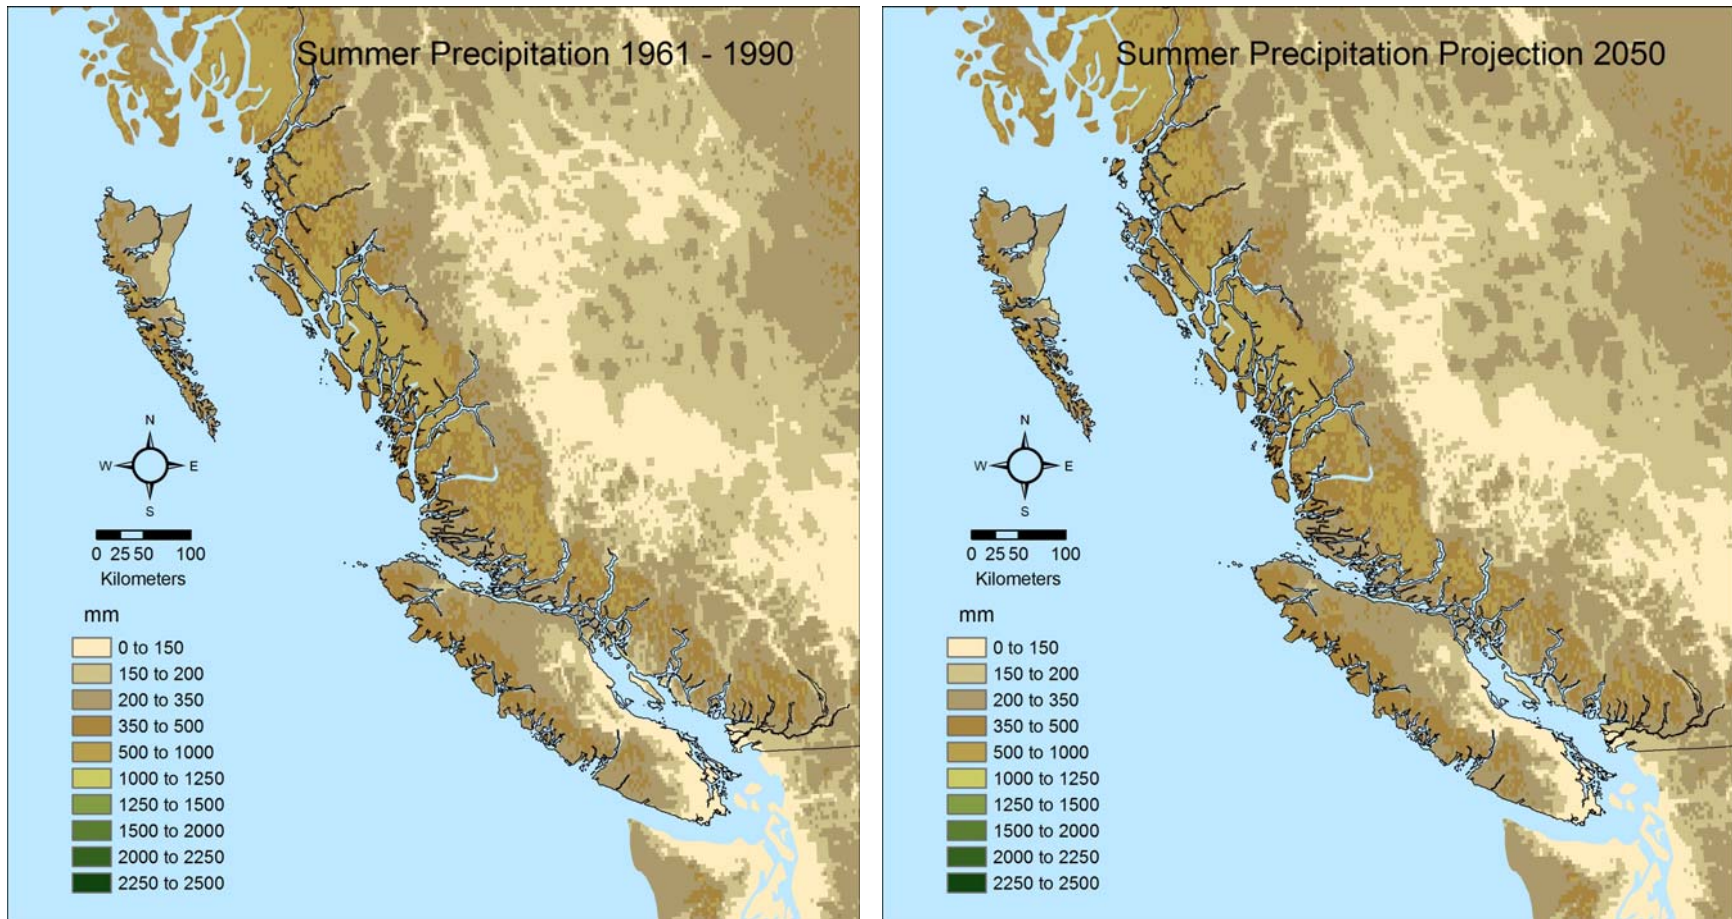 Summer Precipitation 1961 - 1990
N
W E
S
0 25 50 100
Kilometers
mm
0 to 150
150 to 200
200 to 350
350 to 500
500 to 1000
1000 to 1250
1250 to 1500
1500 to 2000
2000 to 2250
2250 to 2500
Summer Precipitation Projection 2050
N
W E
S
0 25 50 100
Kilometers
mm
0 to 150
150 to 200
200 to 350
350 to 500
500 to 1000
1000 to 1250
1250 to 1500
1500 to 2000
2000 to 2250
2250 to 2500